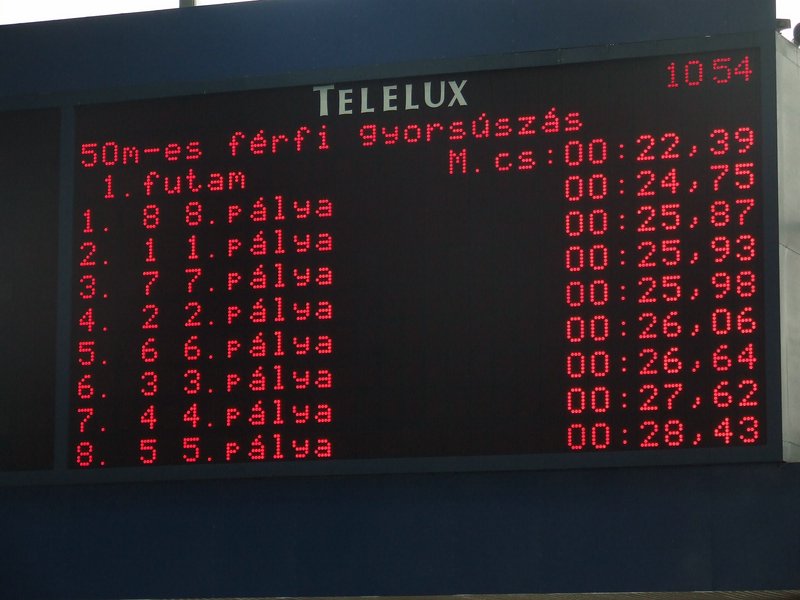 10 54
TELELUX
50m-es férfi gyorsúszás
1.futam M.cs:00:22,39
1. 8 8.pálya 00:24,75
2. 1 1.pálya 00:25,87
3. 7 7.pálya 00:25,93
4. 2 2.pálya 00:25,98
5. 6 6.pálya 00:26,06
6. 3 3.pálya 00:26,64
7. 4 4.pálya 00:27,62
8. 5 5.pálya 00:28,43